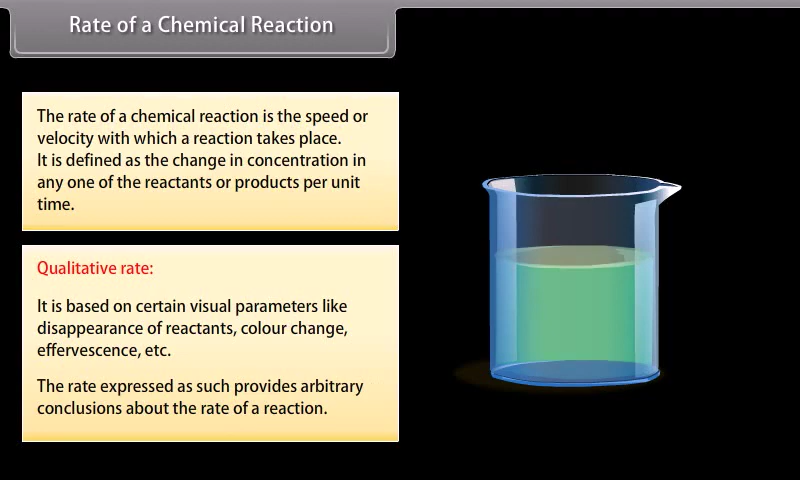 Rate of a Chemical Reaction
The rate of a chemical reaction is the speed or
velocity with which a reaction takes place.
It is defined as the change in concentration in
any one of the reactants or products per unit
time.
Qualitative rate:
It is based on certain visual parameters like
disappearance of reactants, colour change,
effervescence, etc.
The rate expressed as such provides arbitrary
conclusions about the rate of a reaction.